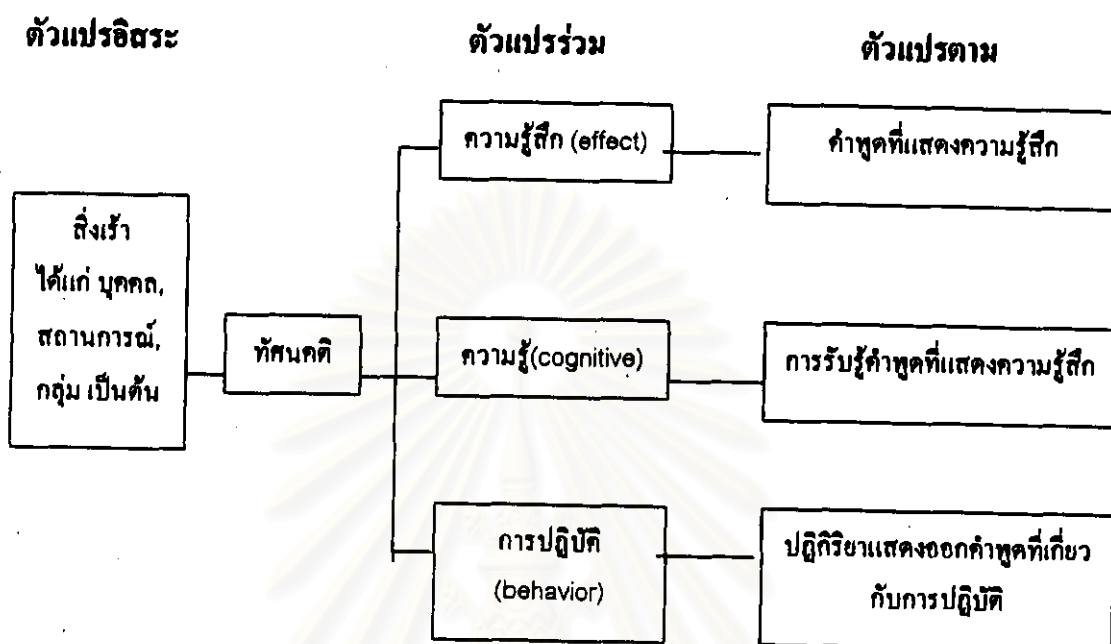 ตัวแปรอิสระ
ตัวแปรร่วม
ตัวแปรตาม
สิ่งเร้า
ได้แก่ บุคคล,
สถานการณ์,
กลุ่ม เป็นต้น
ทัศนคติ
ความรู้สึก (effect)
คำพูดที่แสดงความรู้สึก
ความรู้(cognitive)
การรับรู้คำพูดที่แสดงความรู้สึก
การปฏิบัติ
(behavior)
ปฏิกิริยาแสดงออกคำพูดที่เกี่ยว
กับการปฏิบัติ